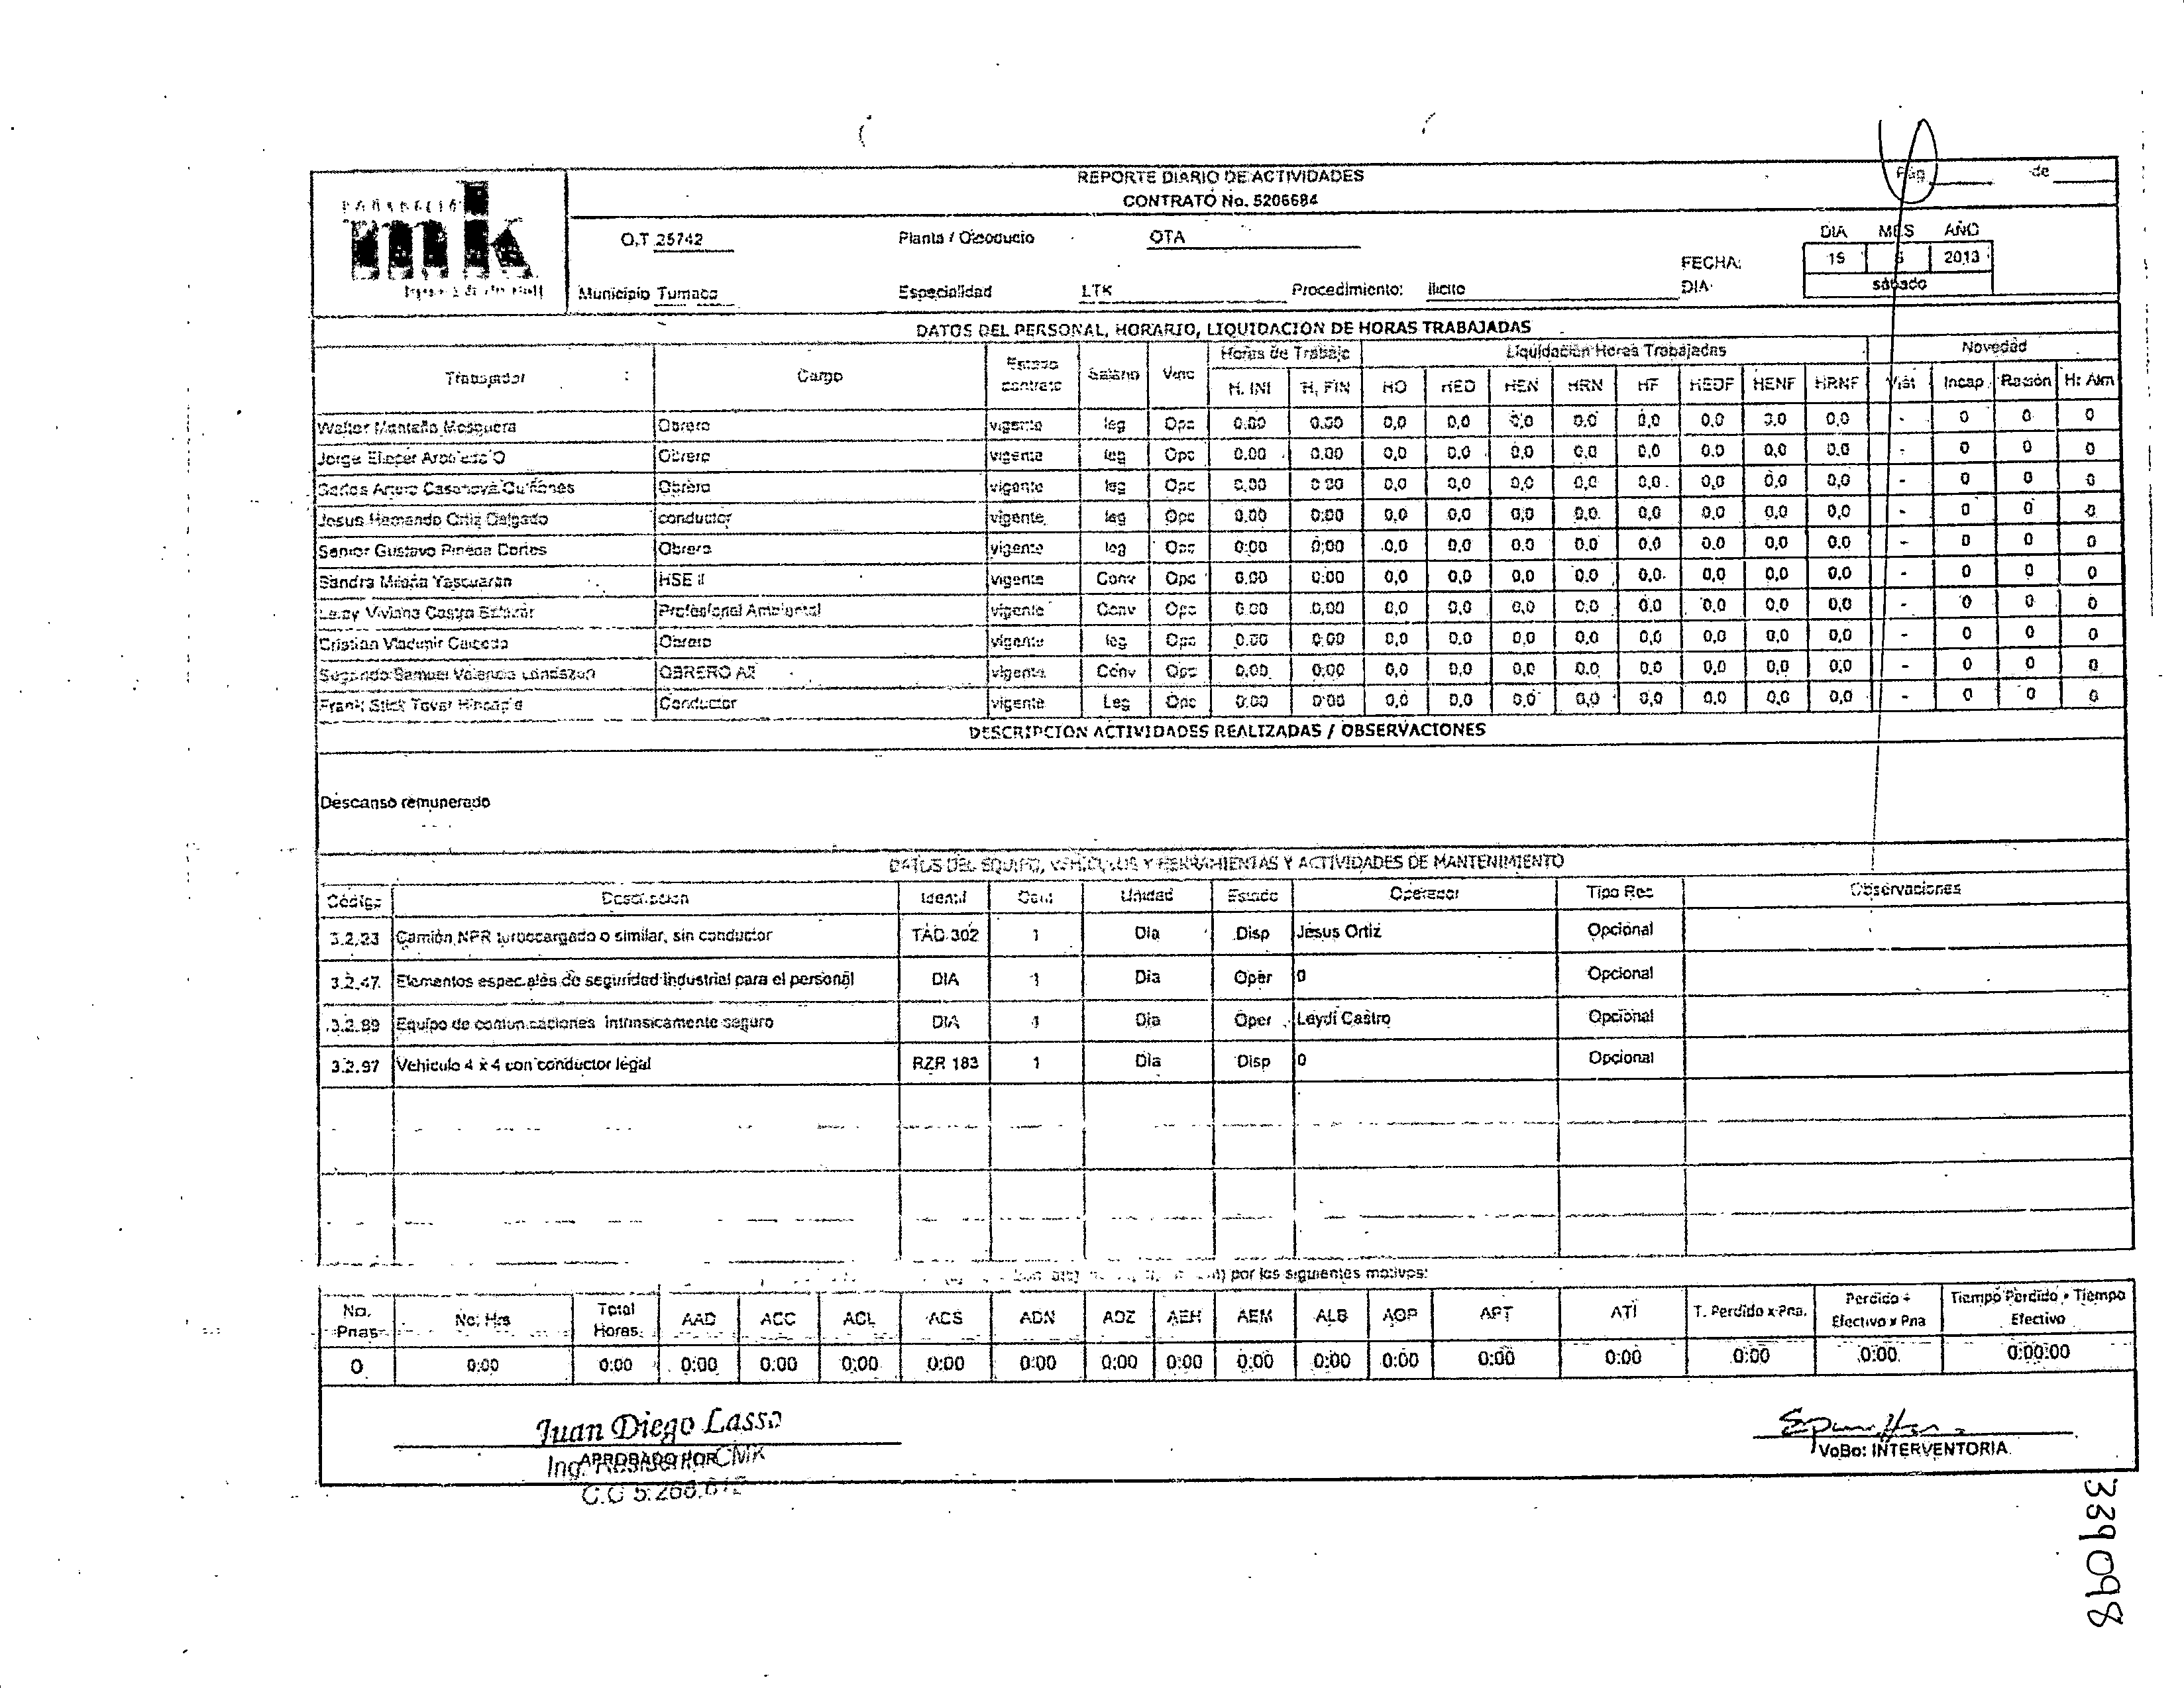 REPORTE DIARIO DE ACTIVIDADES
CONTRATO No. 5206684
Pág de
mk
O.T 25742 Planta / Oleoducto OTA
DIA MES AÑO
FECHA: 15 2013
Municipio Tumaco Especialidad LTK Procedimiento: Ilicito DIA: sábado
DATOS DEL PERSONAL, HORARIO, LIQUIDACION DE HORAS TRABAJADAS
Trabajador Cargo Estado contrato Salario Vinc Horas de Trabajo Liquidación Horas Trabajadas Novedad
H. INI H. FIN HO HED HEN HRN HF HEDF HENF HRNF Viát Incap Ración Hr Alm
Walter Montaño Mosquera Obrero vigente leg Opc 0:00 0:00 0,0 0,0 0,0 0,0 0,0 0,0 0,0 0,0 - 0 0 0
Jorge Eliecer Arboleda O Obrero vigente leg Opc 0:00 0:00 0,0 0,0 0,0 0,0 0,0 0,0 0,0 0,0 - 0 0 0
Carlos Arturo Casanova Quiñones Obrero vigente leg Opc 0:00 0:00 0,0 0,0 0,0 0,0 0,0 0,0 0,0 0,0 - 0 0 0
Jesus Hernando Ortiz Delgado conductor vigente leg Opc 0:00 0:00 0,0 0,0 0,0 0,0 0,0 0,0 0,0 0,0 - 0 0 0
Senior Gustavo Pineda Cortes Obrero vigente leg Opc 0:00 0:00 0,0 0,0 0,0 0,0 0,0 0,0 0,0 0,0 - 0 0 0
Sandra Yascuaran HSE II vigente Conv Opc 0:00 0:00 0,0 0,0 0,0 0,0 0,0 0,0 0,0 0,0 - 0 0 0
Leidy Viviana Castro Salazar Profesional Ambiental vigente Conv Opc 0:00 0:00 0,0 0,0 0,0 0,0 0,0 0,0 0,0 0,0 - 0 0 0
Cristian Vladimir Caicedo Obrero vigente leg Opc 0:00 0:00 0,0 0,0 0,0 0,0 0,0 0,0 0,0 0,0 - 0 0 0
Segundo Samuel Valencia Landazuri OBRERO A2 vigente Conv Opc 0:00 0:00 0,0 0,0 0,0 0,0 0,0 0,0 0,0 0,0 - 0 0 0
Frank Stick Tovar Hincapie Conductor vigente Leg Opc 0:00 0:00 0,0 0,0 0,0 0,0 0,0 0,0 0,0 0,0 - 0 0 0
DESCRIPCION ACTIVIDADES REALIZADAS / OBSERVACIONES
Descanso remunerado
DATOS DEL EQUIPO, VEHICULOS Y HERRAMIENTAS Y ACTIVIDADES DE MANTENIMIENTO
Código Descripción Identif Cant Unidad Estado Operador Tipo Rec Observaciones
3.2.23 Camión NPR turbocargado o similar, sin conductor TAD-302 1 Dia Disp Jesus Ortiz Opcional
3.2.47 Elementos especiales de seguridad industrial para el personal DIA 1 Dia Oper 0 Opcional
3.2.89 Equipo de comunicaciones intrinsicamente seguro DIA 1 Dia Oper Leydi Castro Opcional
3.2.97 Vehiculo 4 x 4 con conductor legal RZR 183 1 Dia Disp 0 Opcional
por los siguientes motivos:
No. Pnas No. Hrs Total Horas AAD ACC ACL ACS ADN ADZ AEH AEM ALB AOP APT ATI T. Perdido x Pna. Perdido + Efectivo x Pna Tiempo Perdido + Tiempo Efectivo
0 0:00 0:00 0:00 0:00 0:00 0:00 0:00 0:00 0:00 0:00 0:00 0:00 0:00 0:00 0:00 0:00 0:00:00
Juan Diego Lasso
APROBADO POR
CMK
VoBo: INTERVENTORIA
339098